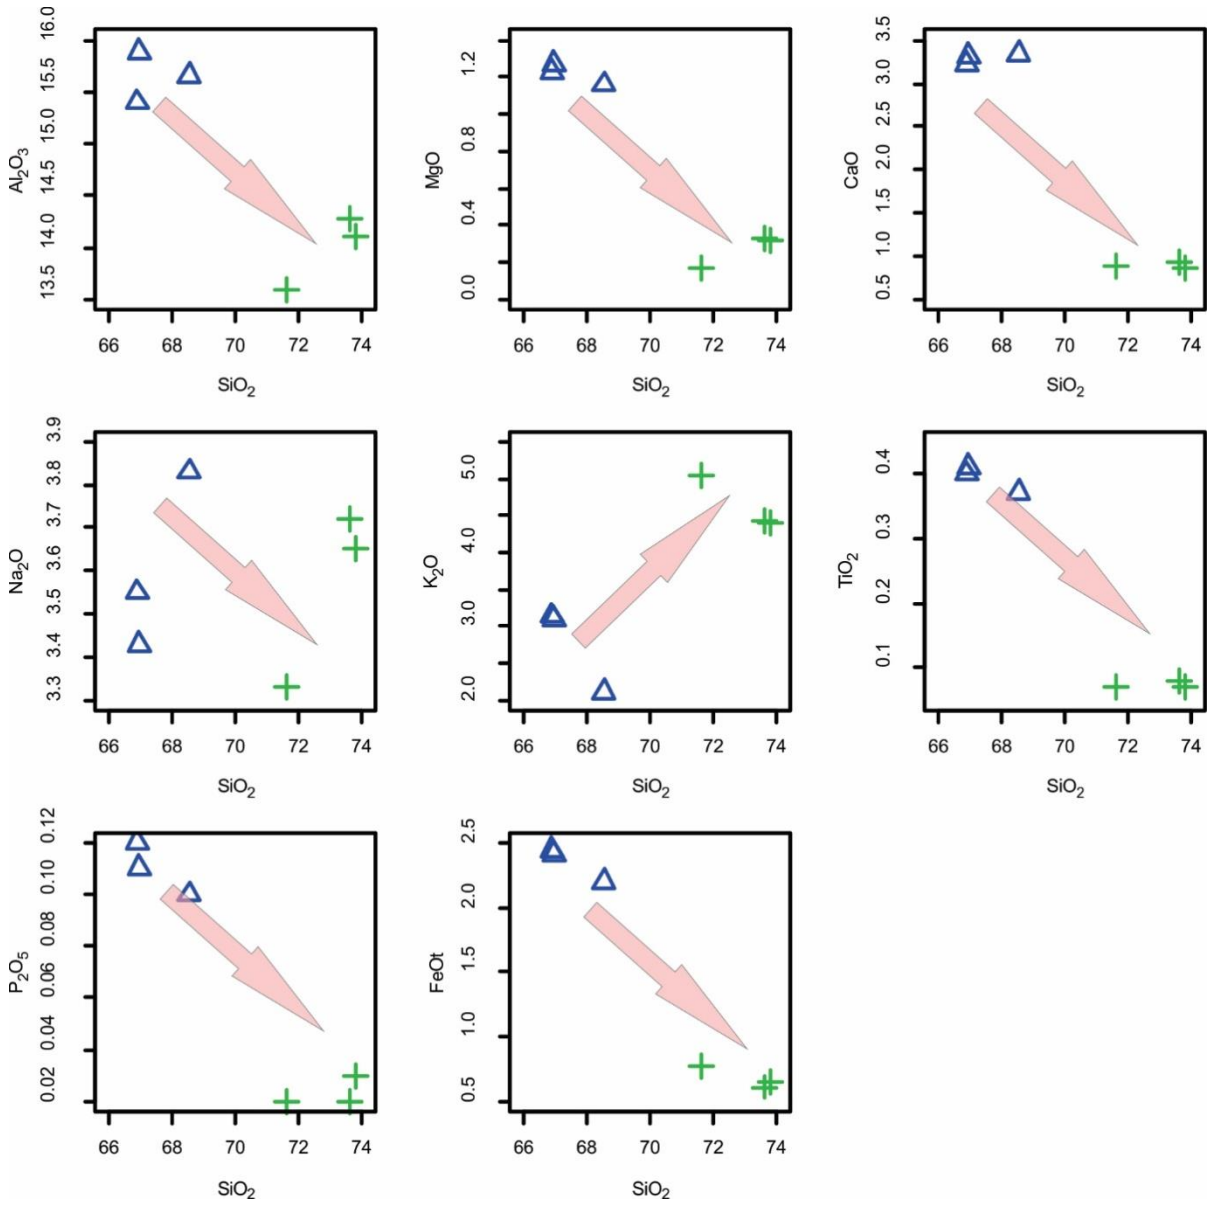 Al2O3
16.0
15.5
15.0
14.5
14.0
13.5
66 68 70 72 74
SiO2
MgO
1.2
0.8
0.4
0.0
66 68 70 72 74
SiO2
CaO
3.5
3.0
2.5
2.0
1.5
1.0
0.5
66 68 70 72 74
SiO2
Na2O
3.9
3.8
3.7
3.6
3.5
3.4
3.3
66 68 70 72 74
SiO2
K2O
5.0
4.0
3.0
2.0
66 68 70 72 74
SiO2
TiO2
0.4
0.3
0.2
0.1
66 68 70 72 74
SiO2
P2O5
0.12
0.10
0.08
0.06
0.04
0.02
66 68 70 72 74
SiO2
FeOt
2.5
2.0
1.5
1.0
0.5
66 68 70 72 74
SiO2